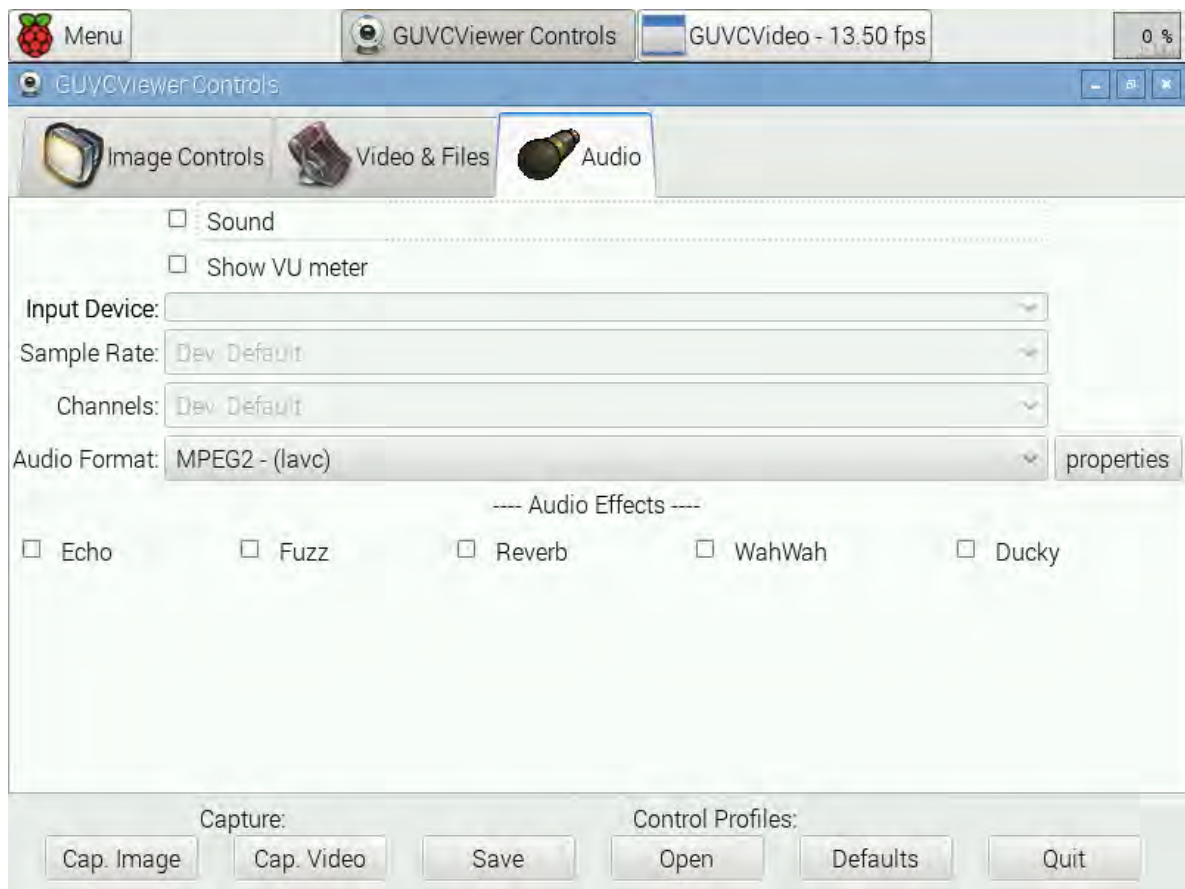 Menu GUVCViewer Controls GUVCVideo - 13.50 fps 0 %
GUVCViewer Controls
Image Controls Video & Files Audio
Sound
Show VU meter
Input Device:
Sample Rate: Dev. Default
Channels: Dev. Default
Audio Format: MPEG2 - (lavc) properties
---- Audio Effects ----
Echo Fuzz Reverb WahWah Ducky
Capture: Control Profiles:
Cap. Image Cap. Video Save Open Defaults Quit